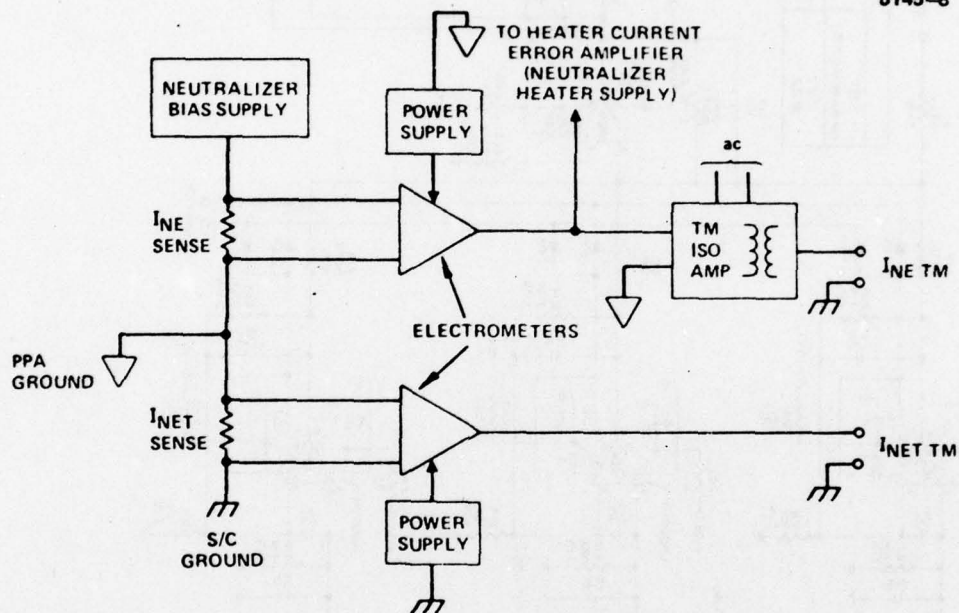 TO HEATER CURRENT
ERROR AMPLIFIER
(NEUTRALIZER
HEATER SUPPLY)
NEUTRALIZER
BIAS SUPPLY
POWER
SUPPLY
ac
INE
SENSE
TM
ISO
AMP
INE TM
ELECTROMETERS
PPA
GROUND
INET
SENSE
INET TM
S/C
GROUND
POWER
SUPPLY